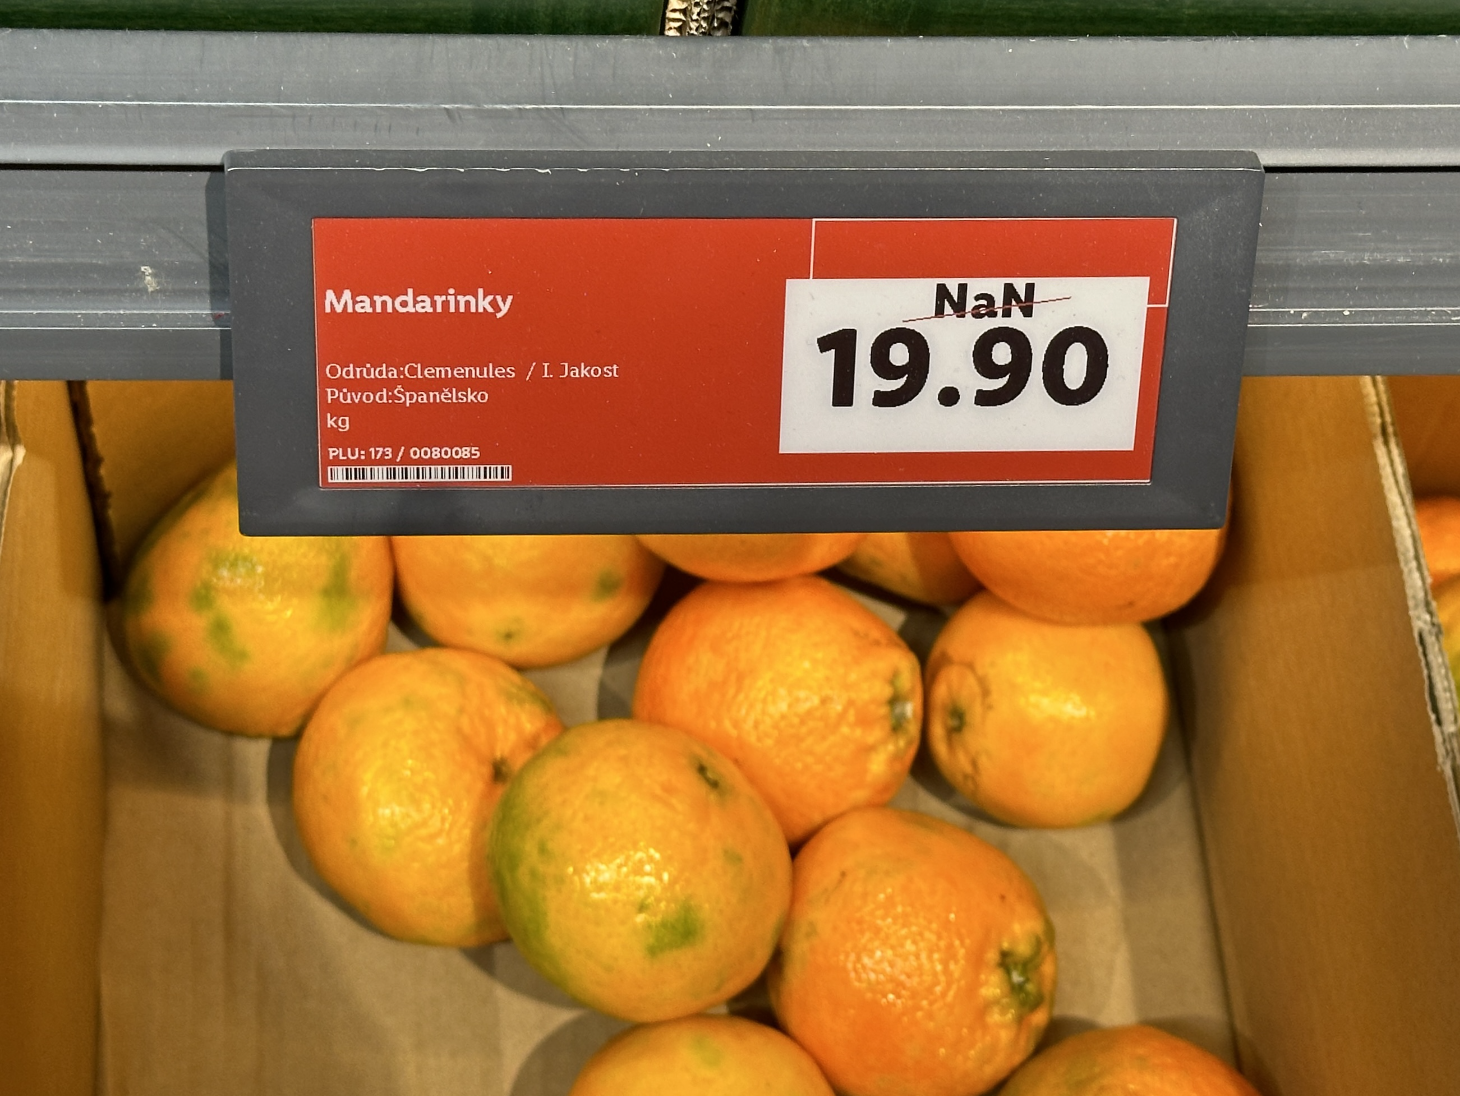 Mandarinky
Odrůda:Clemenules / I. Jakost
Původ:Španělsko
kg
PLU: 173 / 0080085
NaN
19.90